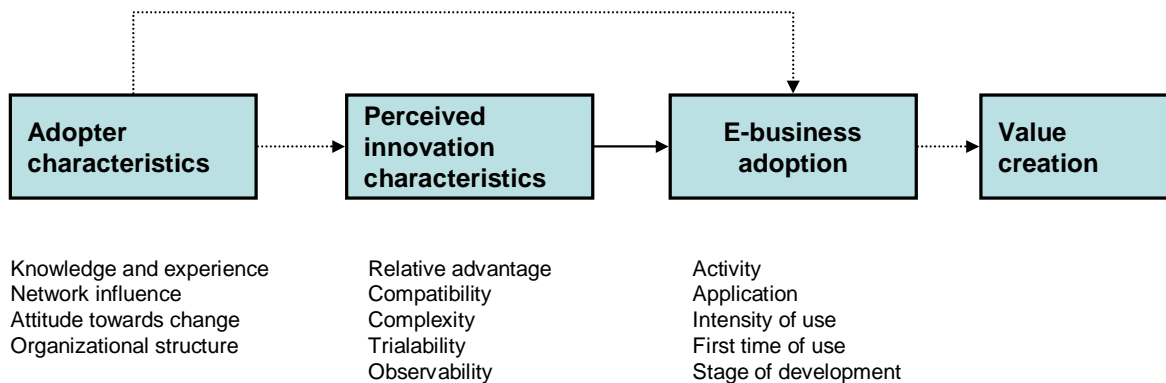 Adopter
characteristics
Perceived
innovation
characteristics
E-business
adoption
Value
creation
Knowledge and experience
Network influence
Attitude towards change
Organizational structure
Relative advantage
Compatibility
Complexity
Trialability
Observability
Activity
Application
Intensity of use
First time of use
Stage of development